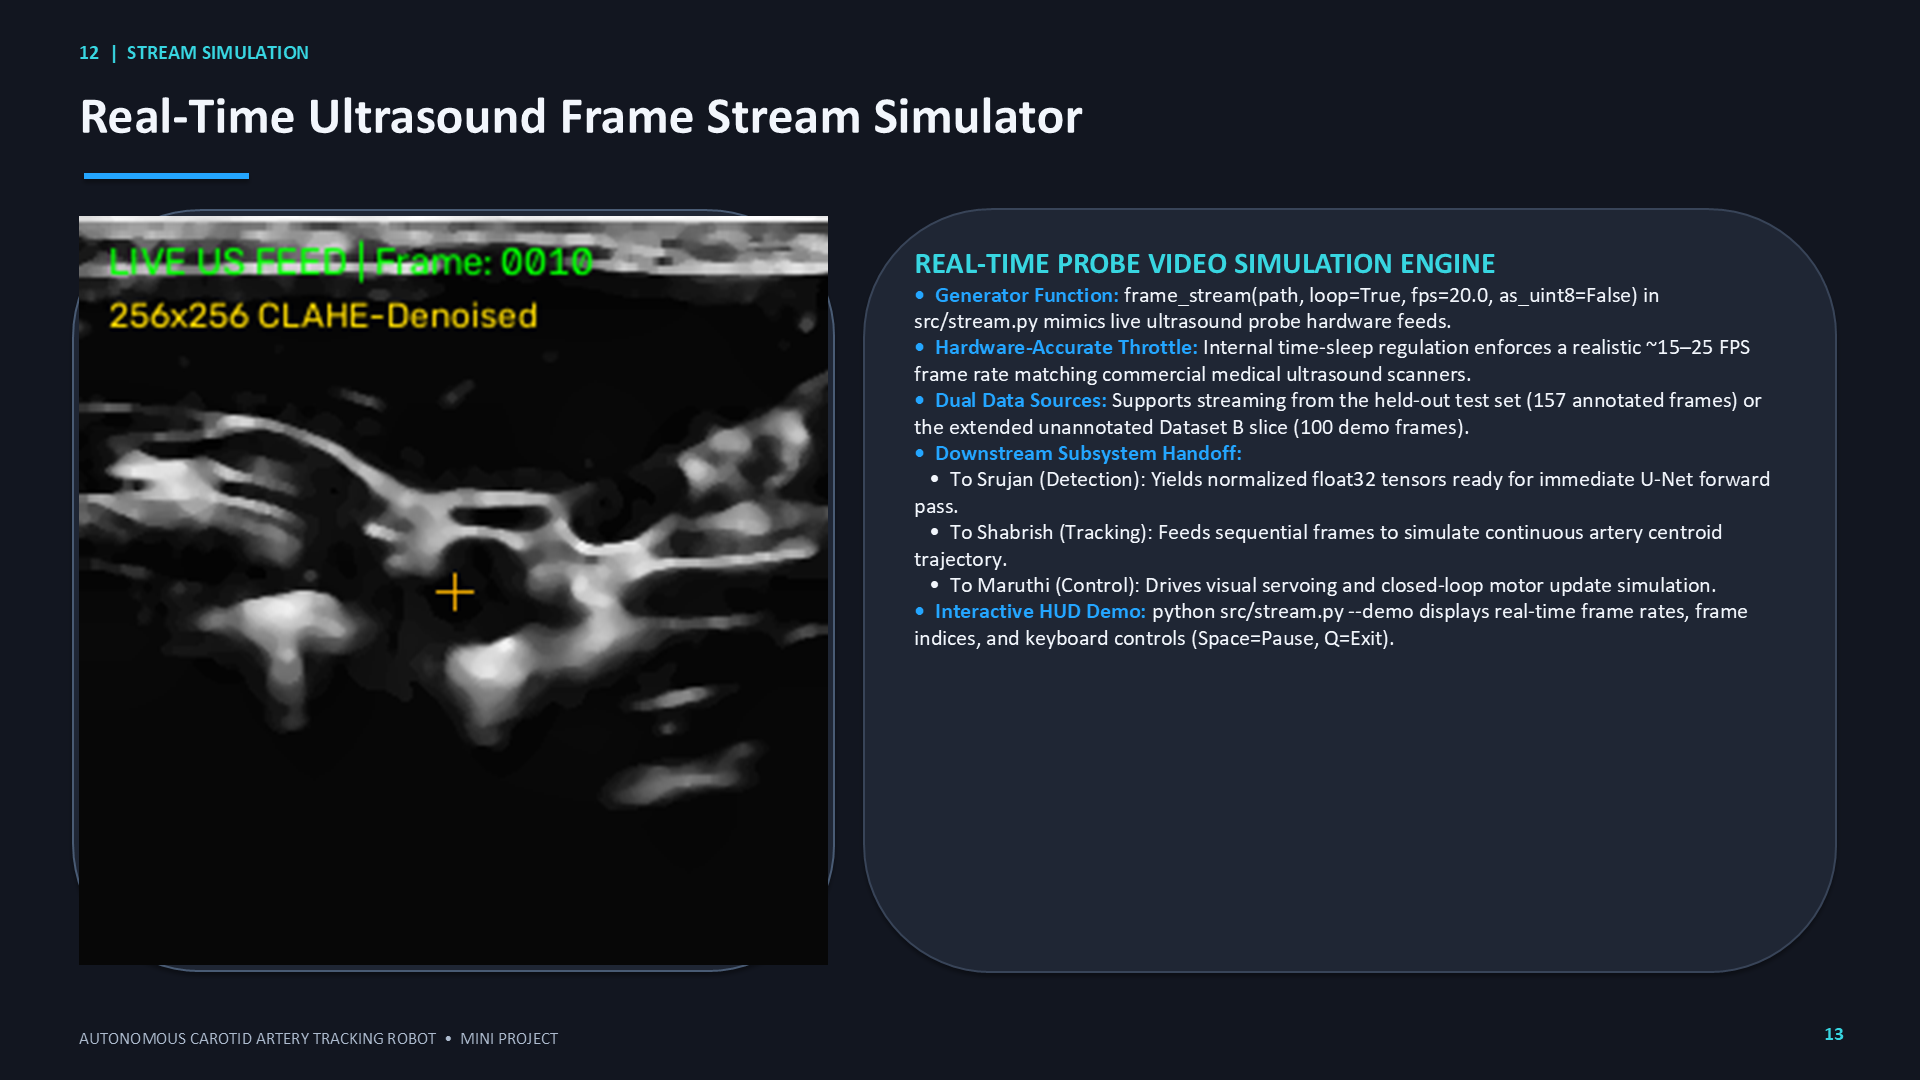 12 | STREAM SIMULATION
Real-Time Ultrasound Frame Stream Simulator
LIVE US FEED | Frame: 0010
256x256 CLAHE-Denoised
REAL-TIME PROBE VIDEO SIMULATION ENGINE
• Generator Function: frame_stream(path, loop=True, fps=20.0, as_uint8=False) in
src/stream.py mimics live ultrasound probe hardware feeds.
• Hardware-Accurate Throttle: Internal time-sleep regulation enforces a realistic ~15–25 FPS
frame rate matching commercial medical ultrasound scanners.
• Dual Data Sources: Supports streaming from the held-out test set (157 annotated frames) or
the extended unannotated Dataset B slice (100 demo frames).
• Downstream Subsystem Handoff:
• To Srujan (Detection): Yields normalized float32 tensors ready for immediate U-Net forward
pass.
• To Shabrish (Tracking): Feeds sequential frames to simulate continuous artery centroid
trajectory.
• To Maruthi (Control): Drives visual servoing and closed-loop motor update simulation.
• Interactive HUD Demo: python src/stream.py --demo displays real-time frame rates, frame
indices, and keyboard controls (Space=Pause, Q=Exit).
AUTONOMOUS CAROTID ARTERY TRACKING ROBOT • MINI PROJECT
13